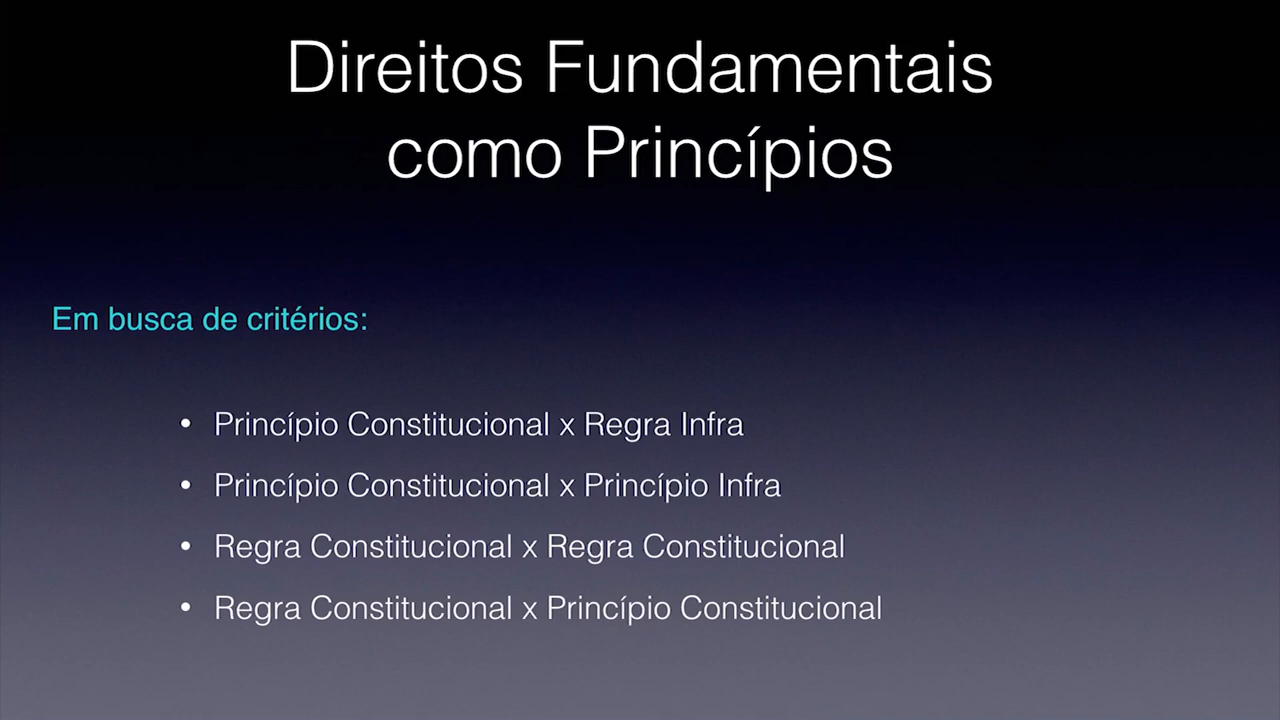 Direitos Fundamentais
como Princípios
Em busca de critérios:
• Princípio Constitucional x Regra Infra
• Princípio Constitucional x Princípio Infra
• Regra Constitucional x Regra Constitucional
• Regra Constitucional x Princípio Constitucional